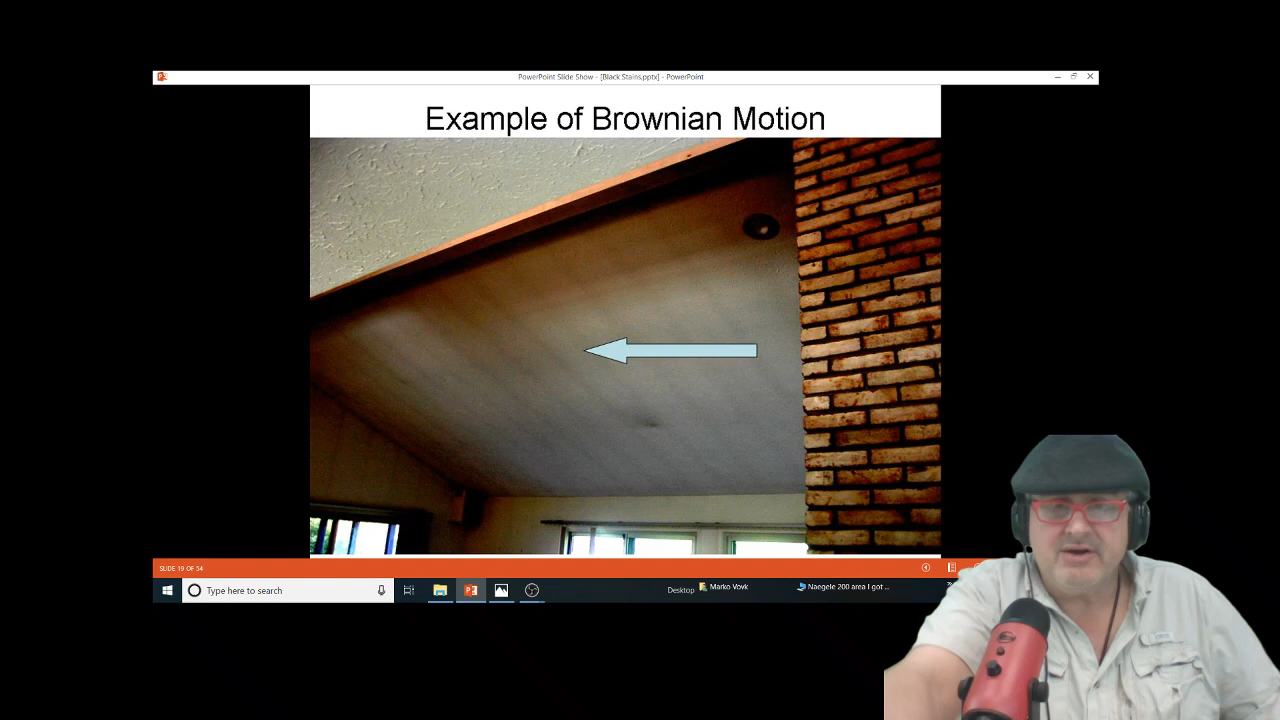 PowerPoint Slide Show - [Black Stains.pptx] - PowerPoint
Example of Brownian Motion
SLIDE 19 OF 54
Type here to search
Desktop
Marko Vovk
Naegele 200 area I got ...